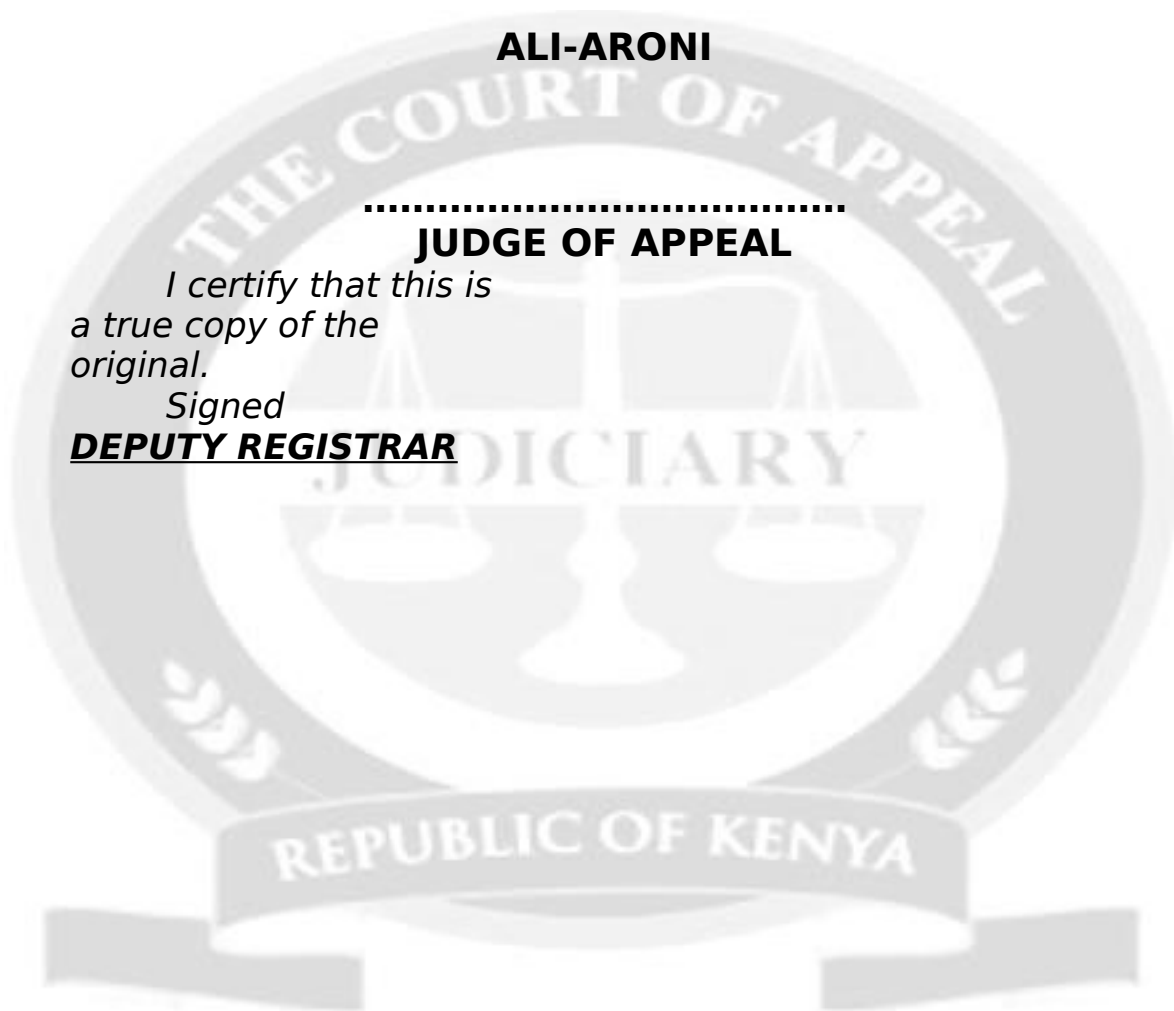 ALI-ARONI
THE COURT OF APPEAL
........................................
JUDGE OF APPEAL
I certify that this is
a true copy of the
original.
Signed
DEPUTY REGISTRAR
JUDICIARY
REPUBLIC OF KENYA